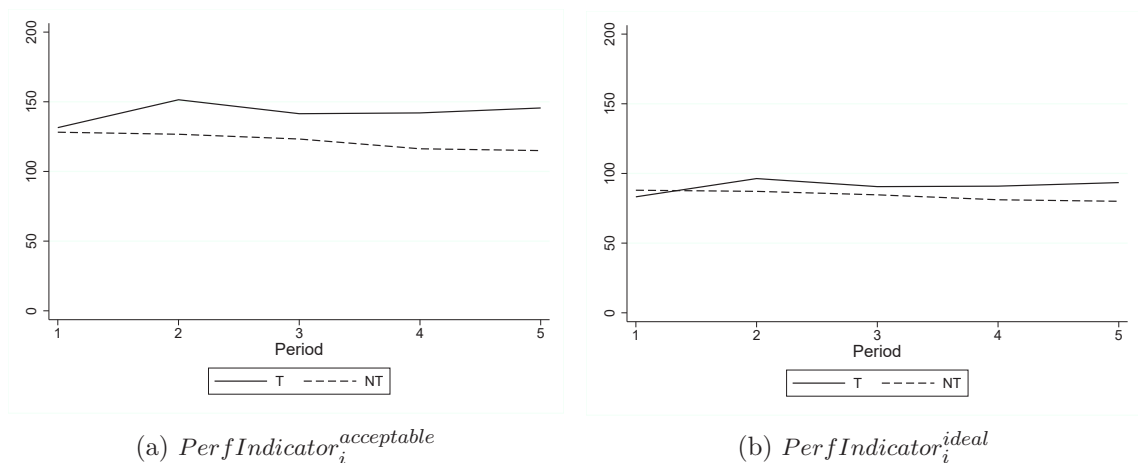 200
150
100
50
0
1 2 3 4 5
Period
T NT
(a) PerfIndicator_i^{acceptable}
200
150
100
50
0
1 2 3 4 5
Period
T NT
(b) PerfIndicator_i^{ideal}